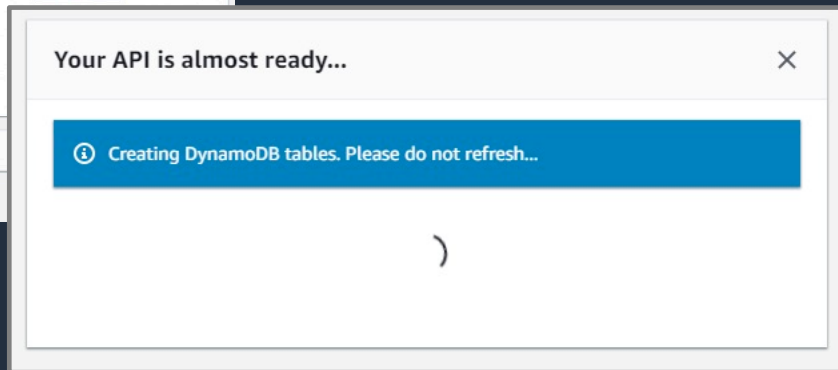 Your API is almost ready...
Creating DynamoDB tables. Please do not refresh...